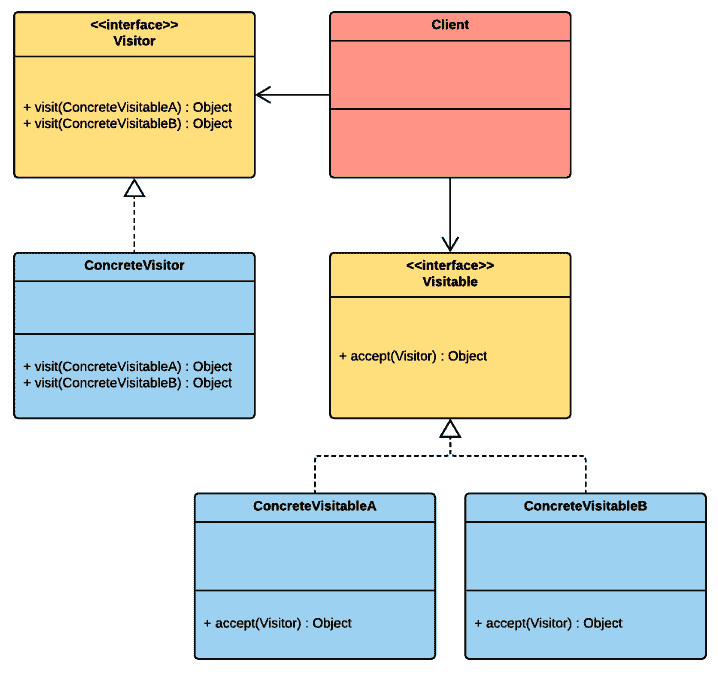 <<interface>>
Visitor
+ visit(ConcreteVisitableA) : Object
+ visit(ConcreteVisitableB) : Object
Client
ConcreteVisitor
+ visit(ConcreteVisitableA) : Object
+ visit(ConcreteVisitableB) : Object
<<interface>>
Visitable
+ accept(Visitor) : Object
ConcreteVisitableA
+ accept(Visitor) : Object
ConcreteVisitableB
+ accept(Visitor) : Object